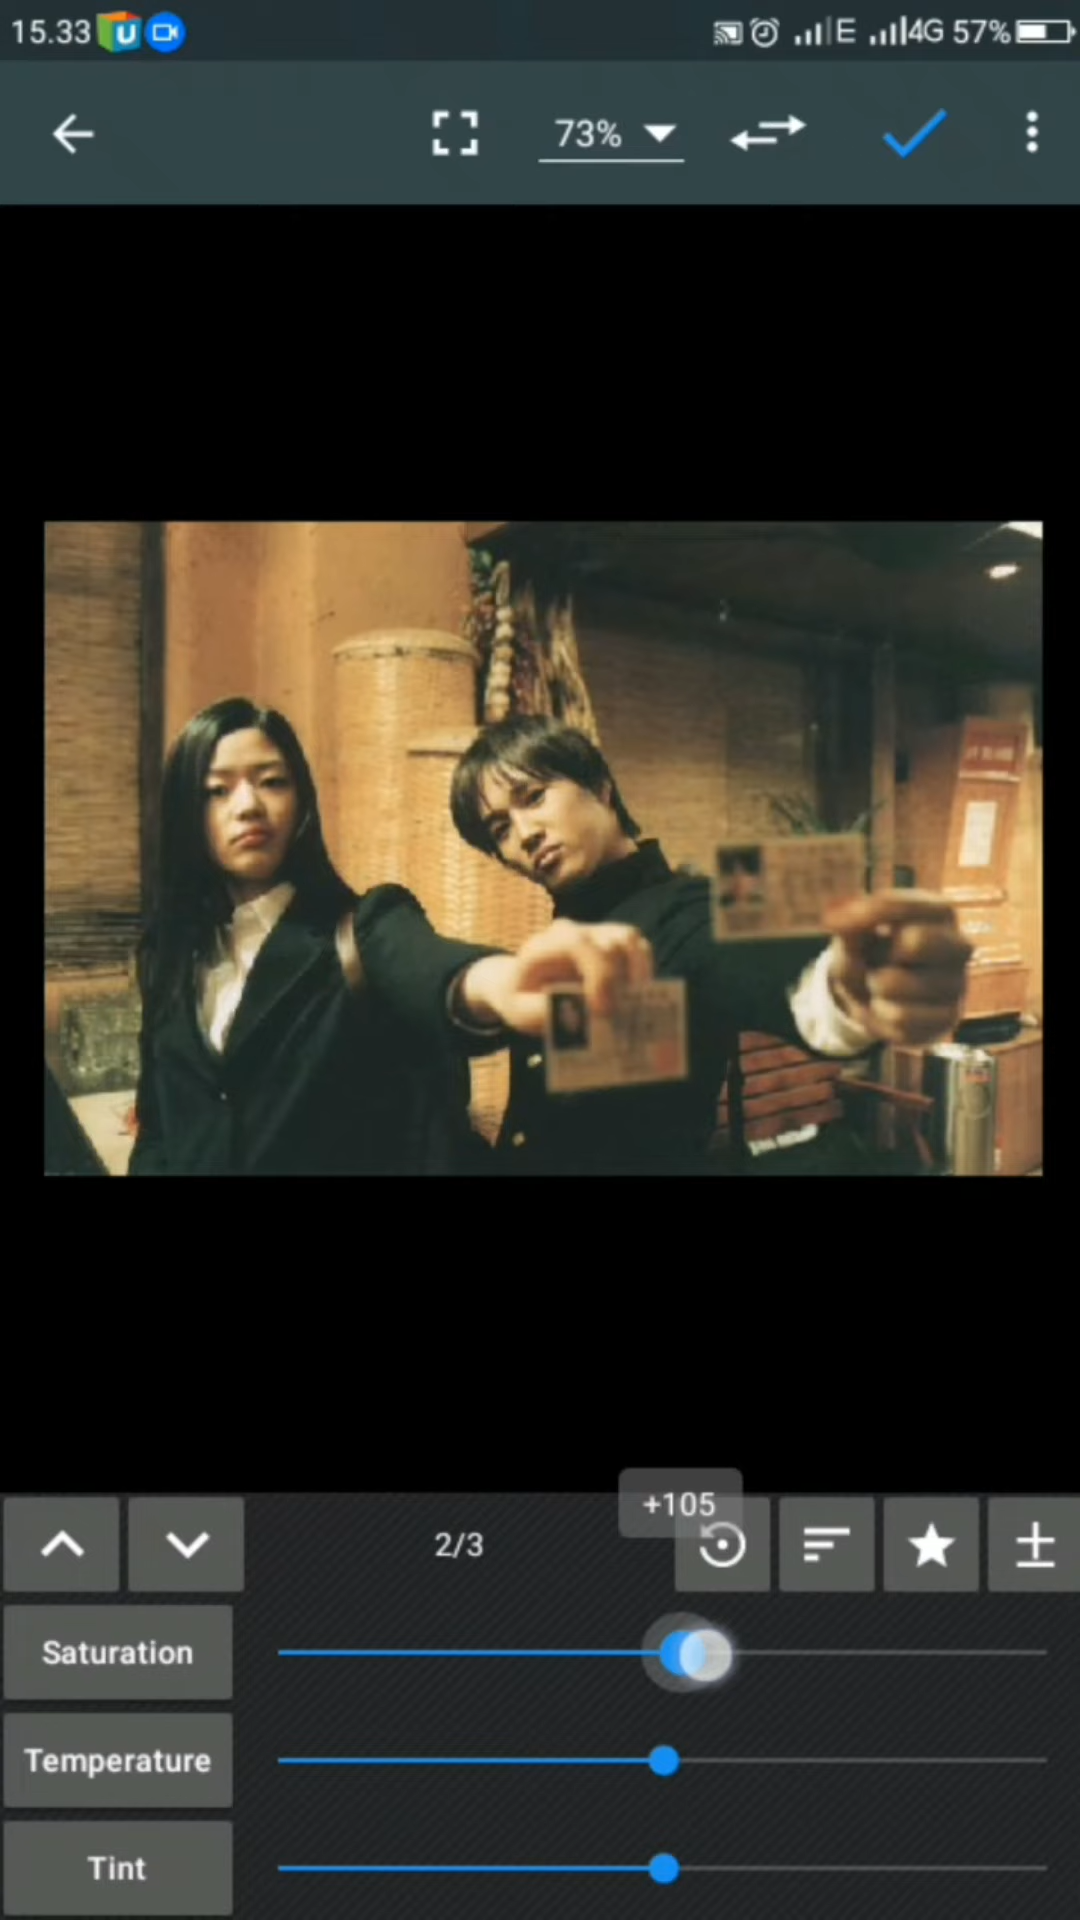 15.33 U E 4G 57%
73%
+105
2/3
Saturation
Temperature
Tint